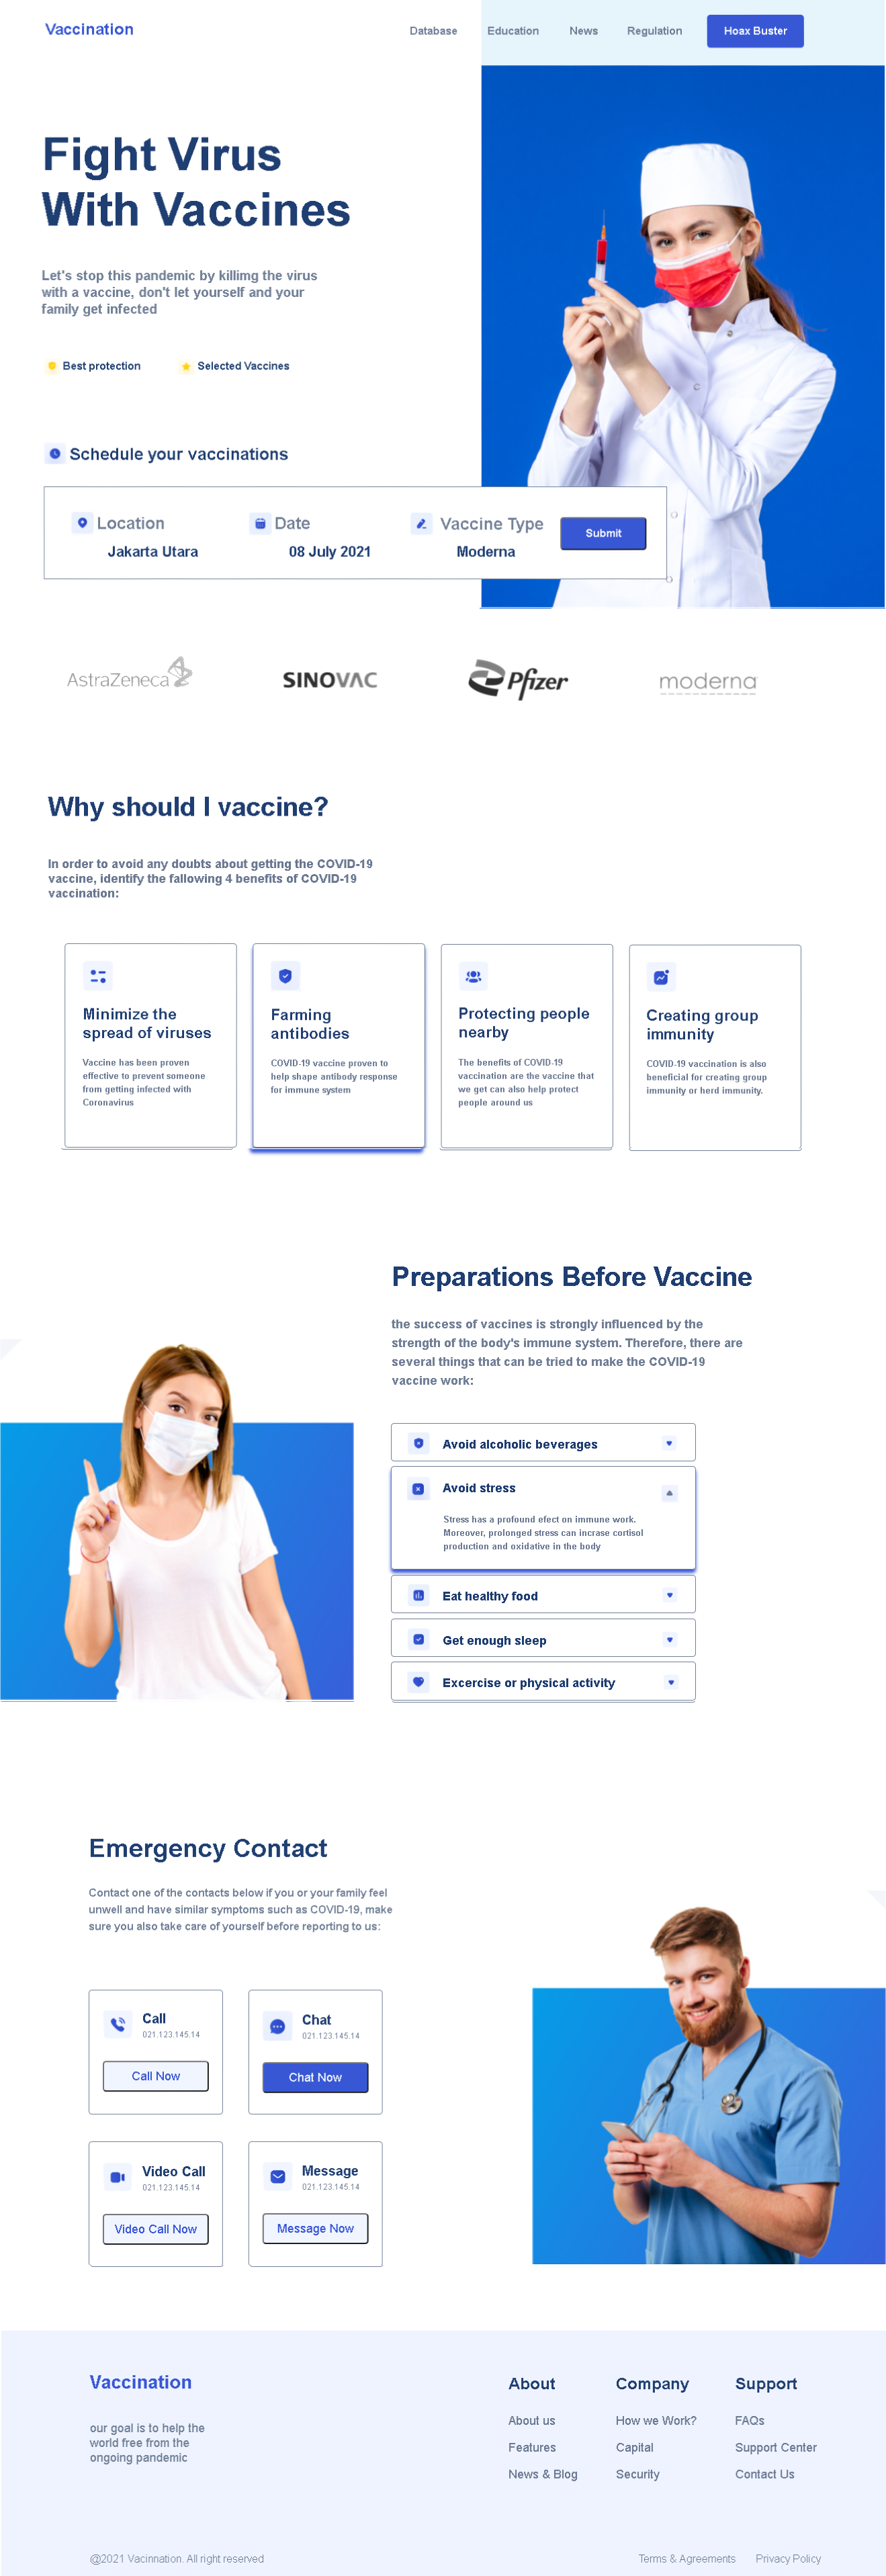 Vaccination
Database
Education
News
Regulation
Hoax Buster
Fight Virus
With Vaccines
Let's stop this pandemic by killimg the virus
with a vaccine, don't let yourself and your
family get infected
Best protection
Selected Vaccines
Schedule your vaccinations
Location
Date
Vaccine Type
Jakarta Utara
08 July 2021
Moderna
Submit
AstraZeneca
SINOVAC
Pfizer
moderna
Why should I vaccine?
In order to avoid any doubts about getting the COVID-19
vaccine, identify the fallowing 4 benefits of COVID-19
vaccination:
Minimize the
spread of viruses
Vaccine has been proven
effective to prevent someone
from getting infected with
Coronavirus
Farming
antibodies
COVID-19 vaccine proven to
help shape antibody response
for immune system
Protecting people
nearby
The benefits of COVID-19
vaccination are the vaccine that
we get can also help protect
people around us
Creating group
immunity
COVID-19 vaccination is also
beneficial for creating group
immunity or herd immunity.
Preparations Before Vaccine
the success of vaccines is strongly influenced by the
strength of the body's immune system. Therefore, there are
several things that can be tried to make the COVID-19
vaccine work:
Avoid alcoholic beverages
Avoid stress
Stress has a profound efect on immune work.
Moreover, prolonged stress can incrase cortisol
production and oxidative in the body
Eat healthy food
Get enough sleep
Excercise or physical activity
Emergency Contact
Contact one of the contacts below if you or your family feel
unwell and have similar symptoms such as COVID-19, make
sure you also take care of yourself before reporting to us:
Call
021.123.145.14
Call Now
Chat
021.123.145.14
Chat Now
Video Call
021.123.145.14
Video Call Now
Message
021.123.145.14
Message Now
Vaccination
our goal is to help the
world free from the
ongoing pandemic
About
About us
Features
News & Blog
Company
How we Work?
Capital
Security
Support
FAQs
Support Center
Contact Us
@2021 Vacinnation. All right reserved
Terms & Agreements
Privacy Policy